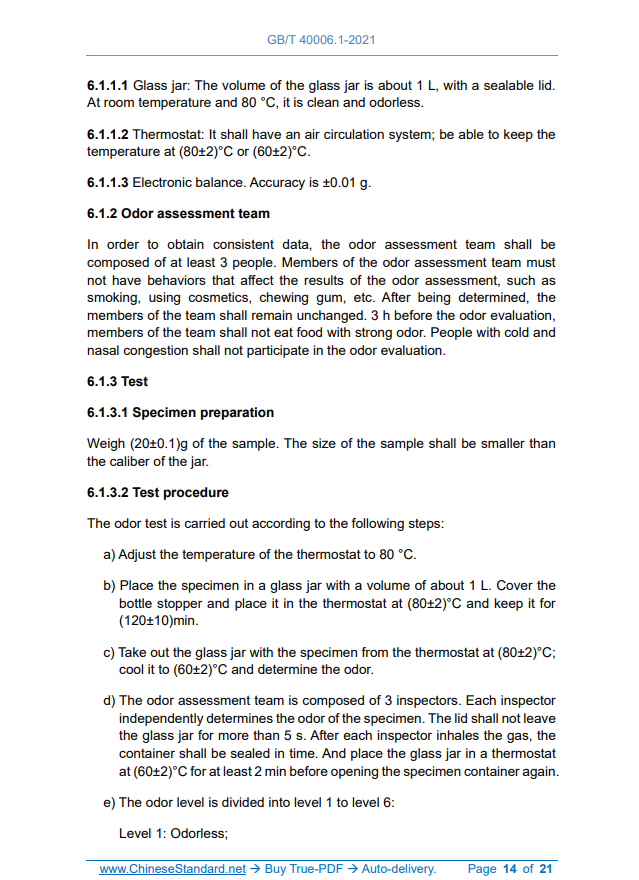 GB/T 40006.1-2021
6.1.1.1 Glass jar: The volume of the glass jar is about 1 L, with a sealable lid.
At room temperature and 80 °C, it is clean and odorless.
6.1.1.2 Thermostat: It shall have an air circulation system; be able to keep the
temperature at (80±2)°C or (60±2)°C.
6.1.1.3 Electronic balance. Accuracy is ±0.01 g.
6.1.2 Odor assessment team
In order to obtain consistent data, the odor assessment team shall be
composed of at least 3 people. Members of the odor assessment team must
not have behaviors that affect the results of the odor assessment, such as
smoking, using cosmetics, chewing gum, etc. After being determined, the
members of the team shall remain unchanged. 3 h before the odor evaluation,
members of the team shall not eat food with strong odor. People with cold and
nasal congestion shall not participate in the odor evaluation.
6.1.3 Test
6.1.3.1 Specimen preparation
Weigh (20±0.1)g of the sample. The size of the sample shall be smaller than
the caliber of the jar.
6.1.3.2 Test procedure
The odor test is carried out according to the following steps:
a) Adjust the temperature of the thermostat to 80 °C.
b) Place the specimen in a glass jar with a volume of about 1 L. Cover the
bottle stopper and place it in the thermostat at (80±2)°C and keep it for
(120±10)min.
c) Take out the glass jar with the specimen from the thermostat at (80±2)°C;
cool it to (60±2)°C and determine the odor.
d) The odor assessment team is composed of 3 inspectors. Each inspector
independently determines the odor of the specimen. The lid shall not leave
the glass jar for more than 5 s. After each inspector inhales the gas, the
container shall be sealed in time. And place the glass jar in a thermostat
at (60±2)°C for at least 2 min before opening the specimen container again.
e) The odor level is divided into level 1 to level 6:
Level 1: Odorless;
www.ChineseStandard.net → Buy True-PDF → Auto-delivery. Page 14 of 21